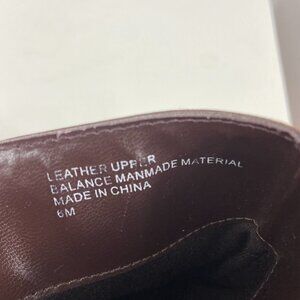 LEATHER UPPER
BALANCE MANMADE MATERIAL
MADE IN CHINA
6M